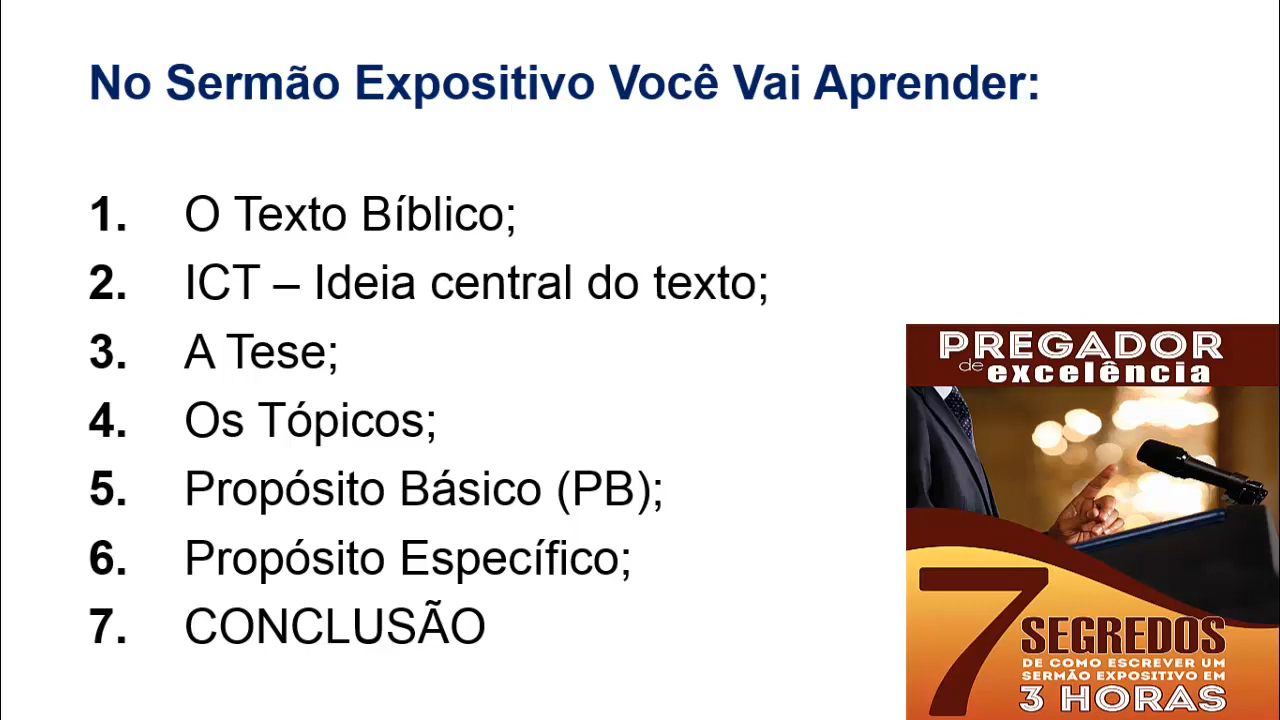 No Sermão Expositivo Você Vai Aprender:
1. O Texto Bíblico;
2. ICT – Ideia central do texto;
3. A Tese;
4. Os Tópicos;
5. Propósito Básico (PB);
6. Propósito Específico;
7. CONCLUSÃO
PREGADOR
de excelência
7 SEGREDOS
DE COMO ESCREVER UM
SERMÃO EXPOSITIVO EM
3 HORAS